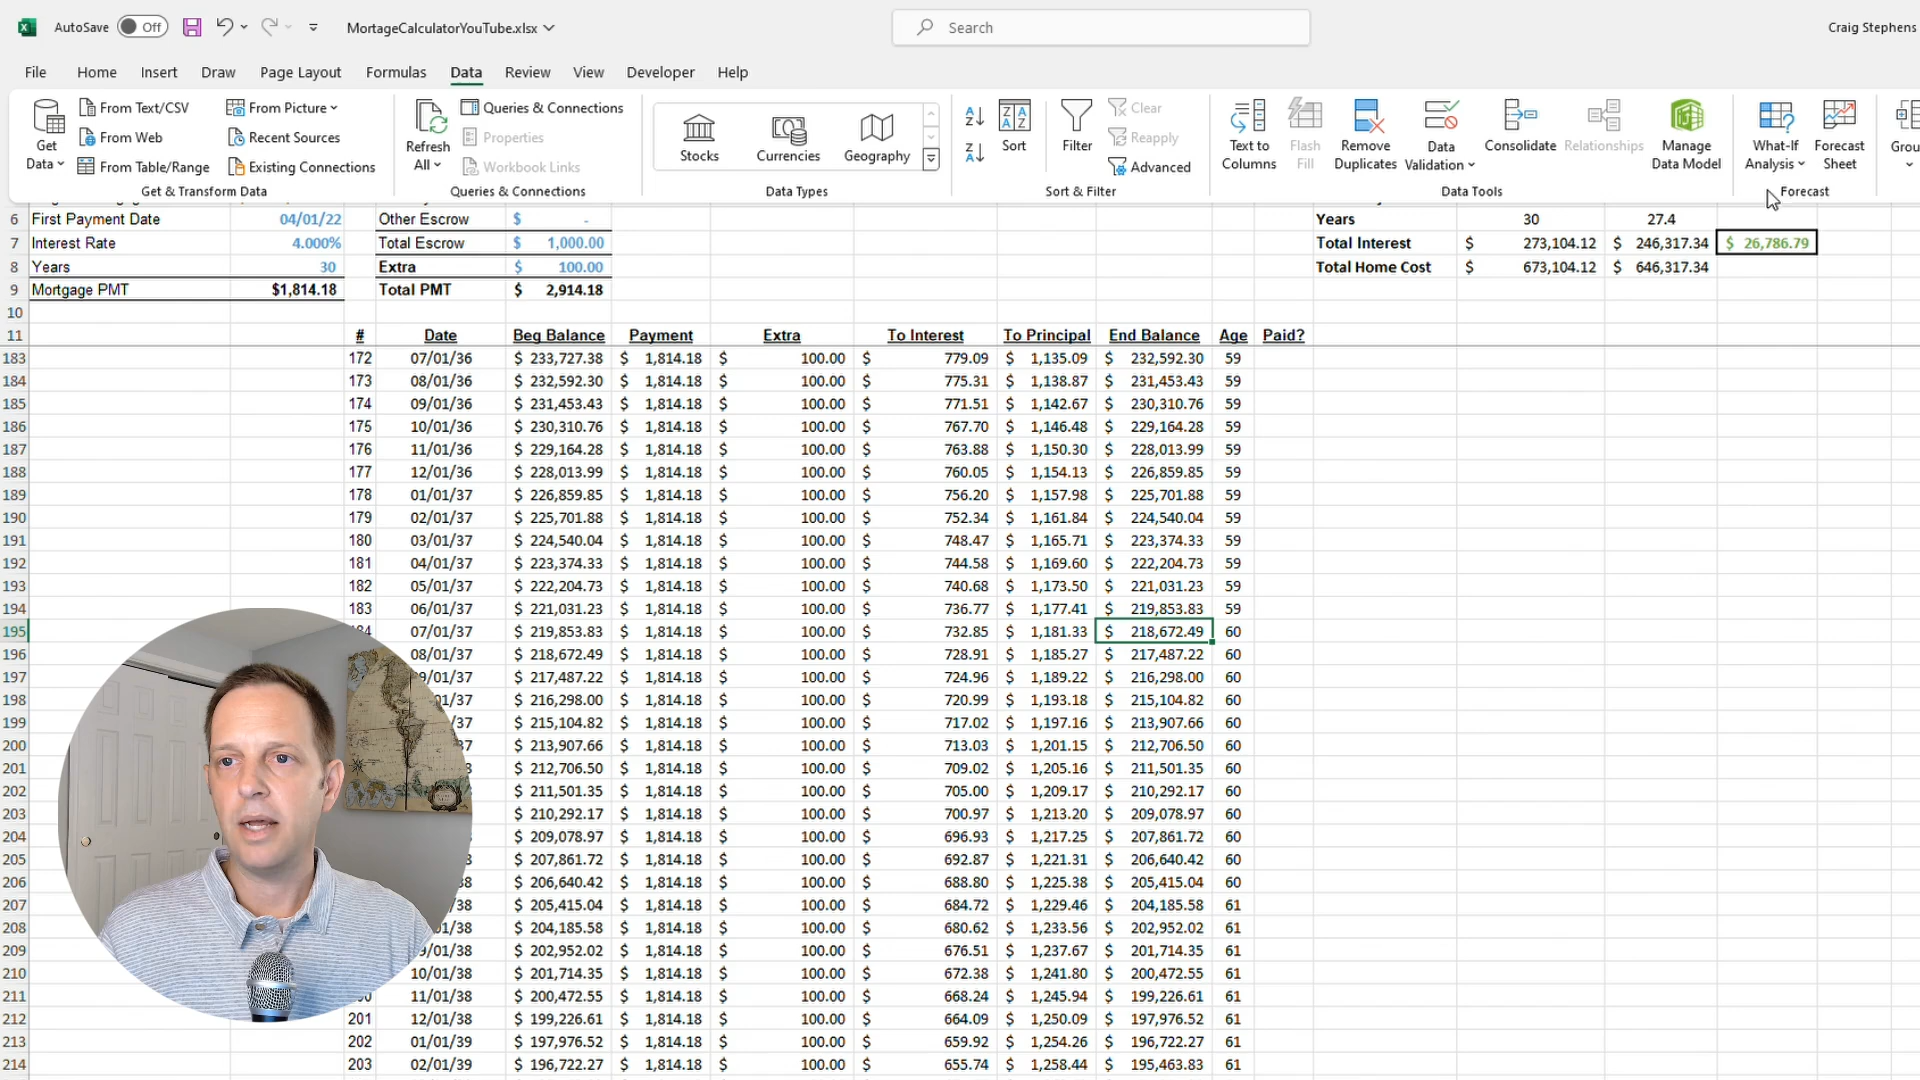 AutoSave Off MortageCalculatorYouTube.xlsx Search Craig Stephens
File Home Insert Draw Page Layout Formulas Data Review View Developer Help
Get Data From Text/CSV From Web From Table/Range From Picture Recent Sources Existing Connections
Refresh All Queries & Connections Properties Workbook Links
Stocks Currencies Geography
Sort Filter Clear Reapply Advanced
Text to Columns Flash Fill Remove Duplicates Data Validation Consolidate Relationships Manage Data Model
What-If Analysis Forecast Sheet
Get & Transform Data Queries & Connections Data Types Sort & Filter Data Tools Forecast
6 First Payment Date 04/01/22 Other Escrow $ - Years 30 27.4
7 Interest Rate 4.000% Total Escrow $ 1,000.00 Total Interest $ 273,104.12 $ 246,317.34 $ 26,786.79
8 Years 30 Extra $ 100.00 Total Home Cost $ 673,104.12 $ 646,317.34
9 Mortgage PMT $1,814.18 Total PMT $ 2,914.18
10
11 # Date Beg Balance Payment Extra To Interest To Principal End Balance Age Paid?
183 172 07/01/36 $ 233,727.38 $ 1,814.18 $ 100.00 $ 779.09 $ 1,135.09 $ 232,592.30 59
184 173 08/01/36 $ 232,592.30 $ 1,814.18 $ 100.00 $ 775.31 $ 1,138.87 $ 231,453.43 59
185 174 09/01/36 $ 231,453.43 $ 1,814.18 $ 100.00 $ 771.51 $ 1,142.67 $ 230,310.76 59
186 175 10/01/36 $ 230,310.76 $ 1,814.18 $ 100.00 $ 767.70 $ 1,146.48 $ 229,164.28 59
187 176 11/01/36 $ 229,164.28 $ 1,814.18 $ 100.00 $ 763.88 $ 1,150.30 $ 228,013.99 59
188 177 12/01/36 $ 228,013.99 $ 1,814.18 $ 100.00 $ 760.05 $ 1,154.13 $ 226,859.85 59
189 178 01/01/37 $ 226,859.85 $ 1,814.18 $ 100.00 $ 756.20 $ 1,157.98 $ 225,701.88 59
190 179 02/01/37 $ 225,701.88 $ 1,814.18 $ 100.00 $ 752.34 $ 1,161.84 $ 224,540.04 59
191 180 03/01/37 $ 224,540.04 $ 1,814.18 $ 100.00 $ 748.47 $ 1,165.71 $ 223,374.33 59
192 181 04/01/37 $ 223,374.33 $ 1,814.18 $ 100.00 $ 744.58 $ 1,169.60 $ 222,204.73 59
193 182 05/01/37 $ 222,204.73 $ 1,814.18 $ 100.00 $ 740.68 $ 1,173.50 $ 221,031.23 59
194 183 06/01/37 $ 221,031.23 $ 1,814.18 $ 100.00 $ 736.77 $ 1,177.41 $ 219,853.83 59
195 07/01/37 $ 219,853.83 $ 1,814.18 $ 100.00 $ 732.85 $ 1,181.33 $ 218,672.49 60
196 08/01/37 $ 218,672.49 $ 1,814.18 $ 100.00 $ 728.91 $ 1,185.27 $ 217,487.22 60
197 $ 217,487.22 $ 1,814.18 $ 100.00 $ 724.96 $ 1,189.22 $ 216,298.00 60
198 $ 216,298.00 $ 1,814.18 $ 100.00 $ 720.99 $ 1,193.18 $ 215,104.82 60
199 $ 215,104.82 $ 1,814.18 $ 100.00 $ 717.02 $ 1,197.16 $ 213,907.66 60
200 $ 213,907.66 $ 1,814.18 $ 100.00 $ 713.03 $ 1,201.15 $ 212,706.50 60
201 $ 212,706.50 $ 1,814.18 $ 100.00 $ 709.02 $ 1,205.16 $ 211,501.35 60
202 $ 211,501.35 $ 1,814.18 $ 100.00 $ 705.00 $ 1,209.17 $ 210,292.17 60
203 $ 210,292.17 $ 1,814.18 $ 100.00 $ 700.97 $ 1,213.20 $ 209,078.97 60
204 $ 209,078.97 $ 1,814.18 $ 100.00 $ 696.93 $ 1,217.25 $ 207,861.72 60
205 $ 207,861.72 $ 1,814.18 $ 100.00 $ 692.87 $ 1,221.31 $ 206,640.42 60
206 $ 206,640.42 $ 1,814.18 $ 100.00 $ 688.80 $ 1,225.38 $ 205,415.04 60
207 $ 205,415.04 $ 1,814.18 $ 100.00 $ 684.72 $ 1,229.46 $ 204,185.58 61
208 $ 204,185.58 $ 1,814.18 $ 100.00 $ 680.62 $ 1,233.56 $ 202,952.02 61
209 $ 202,952.02 $ 1,814.18 $ 100.00 $ 676.51 $ 1,237.67 $ 201,714.35 61
210 10/01/38 $ 201,714.35 $ 1,814.18 $ 100.00 $ 672.38 $ 1,241.80 $ 200,472.55 61
211 11/01/38 $ 200,472.55 $ 1,814.18 $ 100.00 $ 668.24 $ 1,245.94 $ 199,226.61 61
212 201 12/01/38 $ 199,226.61 $ 1,814.18 $ 100.00 $ 664.09 $ 1,250.09 $ 197,976.52 61
213 202 01/01/39 $ 197,976.52 $ 1,814.18 $ 100.00 $ 659.92 $ 1,254.26 $ 196,722.27 61
214 203 02/01/39 $ 196,722.27 $ 1,814.18 $ 100.00 $ 655.74 $ 1,258.44 $ 195,463.83 61